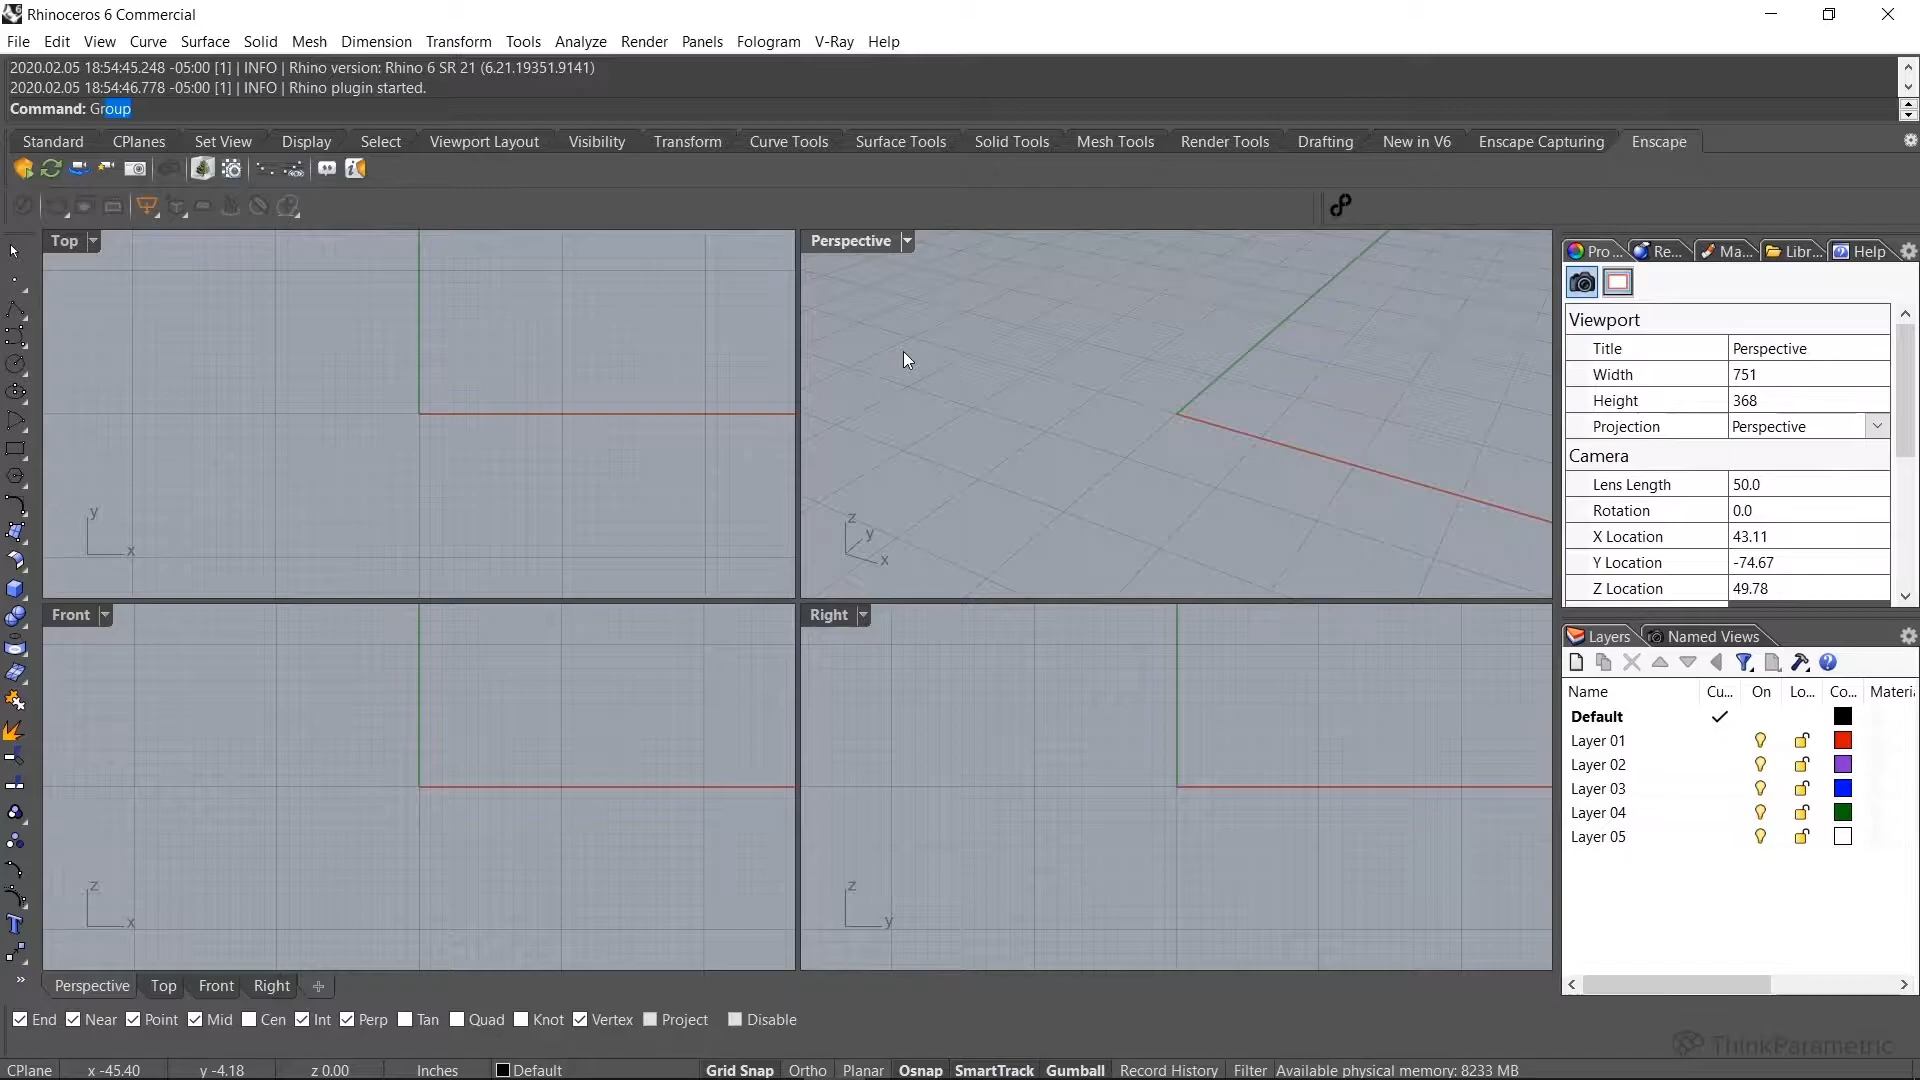 Rhinoceros 6 Commercial
File Edit View Curve Surface Solid Mesh Dimension Transform Tools Analyze Render Panels Fologram V-Ray Help
2020.02.05 18:54:45.248 -05:00 [1] | INFO | Rhino version: Rhino 6 SR 21 (6.21.19351.9141)
2020.02.05 18:54:46.778 -05:00 [1] | INFO | Rhino plugin started.
Command: Group
Standard CPlanes Set View Display Select Viewport Layout Visibility Transform Curve Tools Surface Tools Solid Tools Mesh Tools Render Tools Drafting New in V6 Enscape Capturing Enscape
Top
y
x
Perspective
z
y
x
Front
z
x
Right
z
y
Pro... Re... Ma... Libr... Help
Viewport
Title Perspective
Width 751
Height 368
Projection Perspective
Camera
Lens Length 50.0
Rotation 0.0
X Location 43.11
Y Location -74.67
Z Location 49.78
Layers Named Views
Name Cu... On Lo... Co... Materi
Default
Layer 01
Layer 02
Layer 03
Layer 04
Layer 05
Perspective Top Front Right
End Near Point Mid Cen Int Perp Tan Quad Knot Vertex Project Disable
ThinkParametric
CPlane x -45.40 y -4.18 z 0.00 Inches Default Grid Snap Ortho Planar Osnap SmartTrack Gumball Record History Filter Available physical memory: 8233 MB